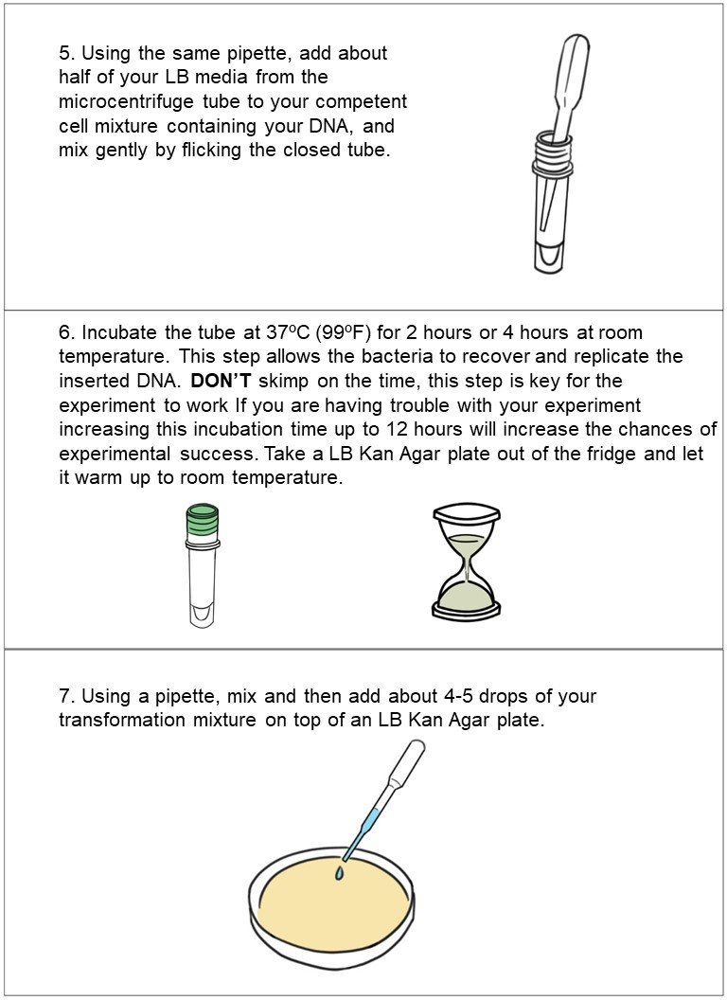 5. Using the same pipette, add about
half of your LB media from the
microcentrifuge tube to your competent
cell mixture containing your DNA, and
mix gently by flicking the closed tube.
6. Incubate the tube at 37ºC (99ºF) for 2 hours or 4 hours at room
temperature. This step allows the bacteria to recover and replicate the
inserted DNA. DON’T skimp on the time, this step is key for the
experiment to work If you are having trouble with your experiment
increasing this incubation time up to 12 hours will increase the chances of
experimental success. Take a LB Kan Agar plate out of the fridge and let
it warm up to room temperature.
7. Using a pipette, mix and then add about 4-5 drops of your
transformation mixture on top of an LB Kan Agar plate.